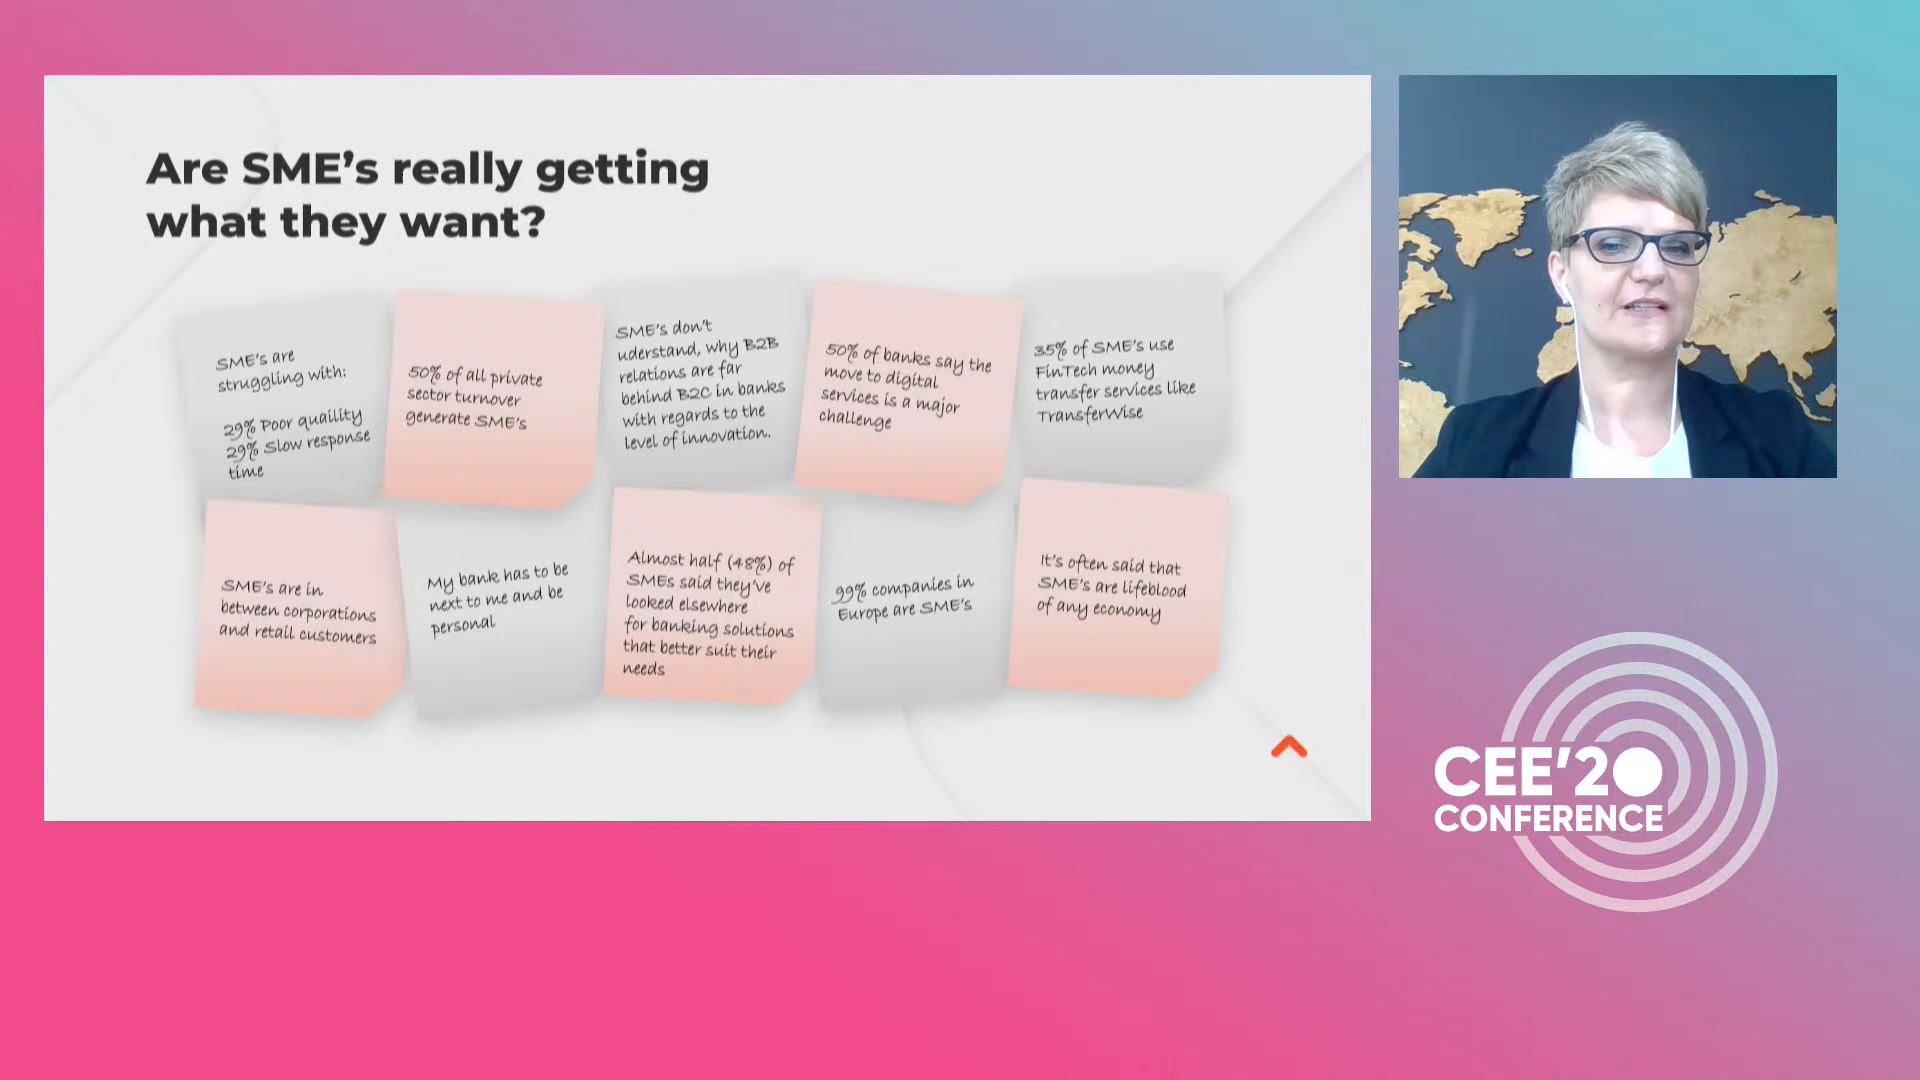 Are SME's really getting
what they want?
SME's are
struggling with:
29% Poor quaility
29% Slow response
time
50% of all private
sector turnover
generate SME's
SME's don't
uderstand, why B2B
relations are far
behind B2C in banks
with regards to the
level of innovation.
50% of banks say the
move to digital
services is a major
challenge
35% of SME's use
FinTech money
transfer services like
TransferWise
SME's are in
between corporations
and retail customers
My bank has to be
next to me and be
personal
Almost half (48%) of
SMEs said they've
looked elsewhere
for banking solutions
that better suit their
needs
99% companies in
Europe are SME's
It's often said that
SME's are lifeblood
of any economy
CEE'20
CONFERENCE